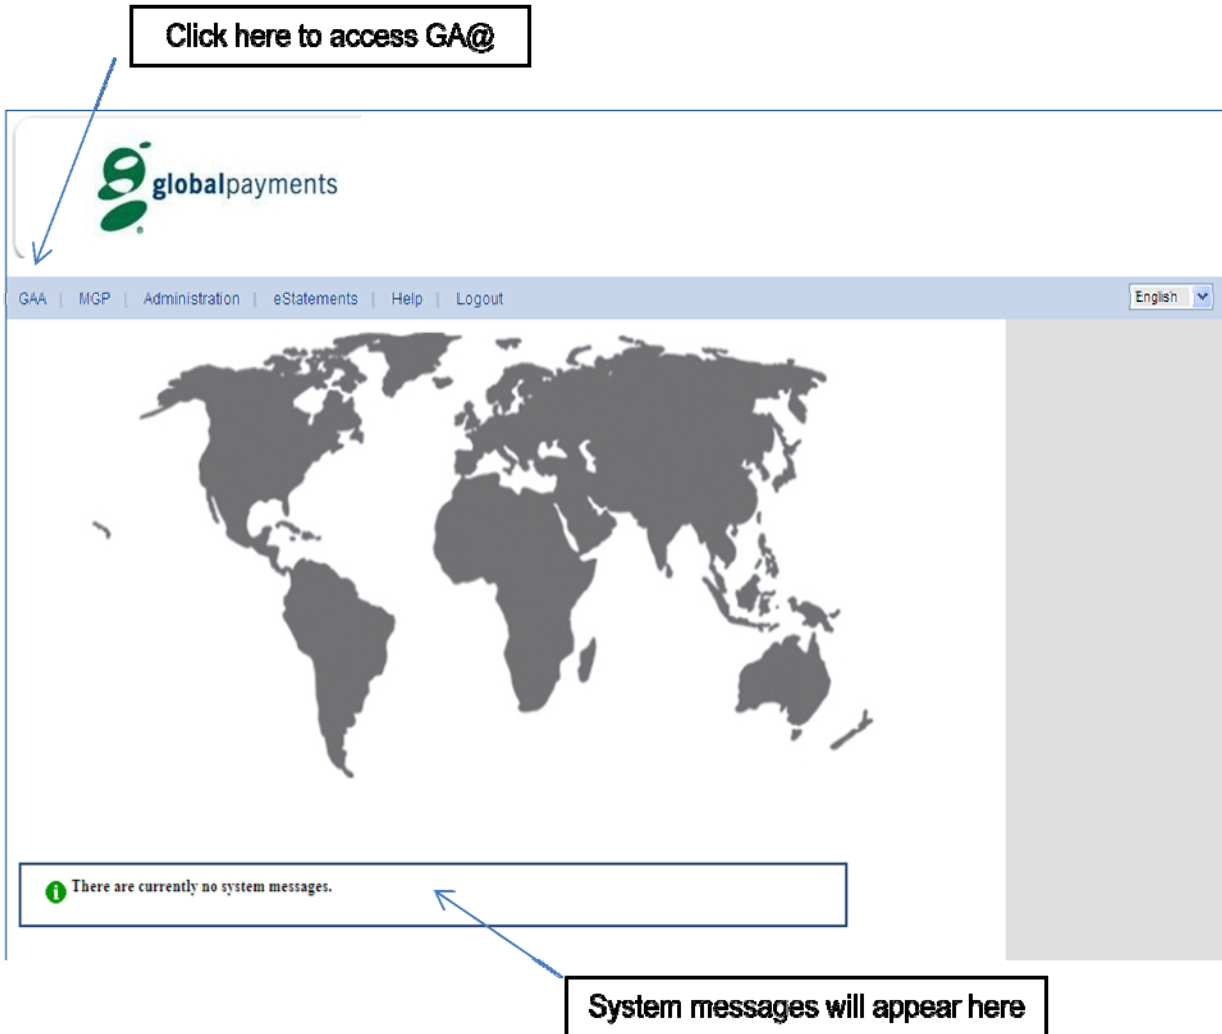 Click here to access GA@
globalpayments
GAA | MGP | Administration | eStatements | Help | Logout
English
There are currently no system messages.
System messages will appear here